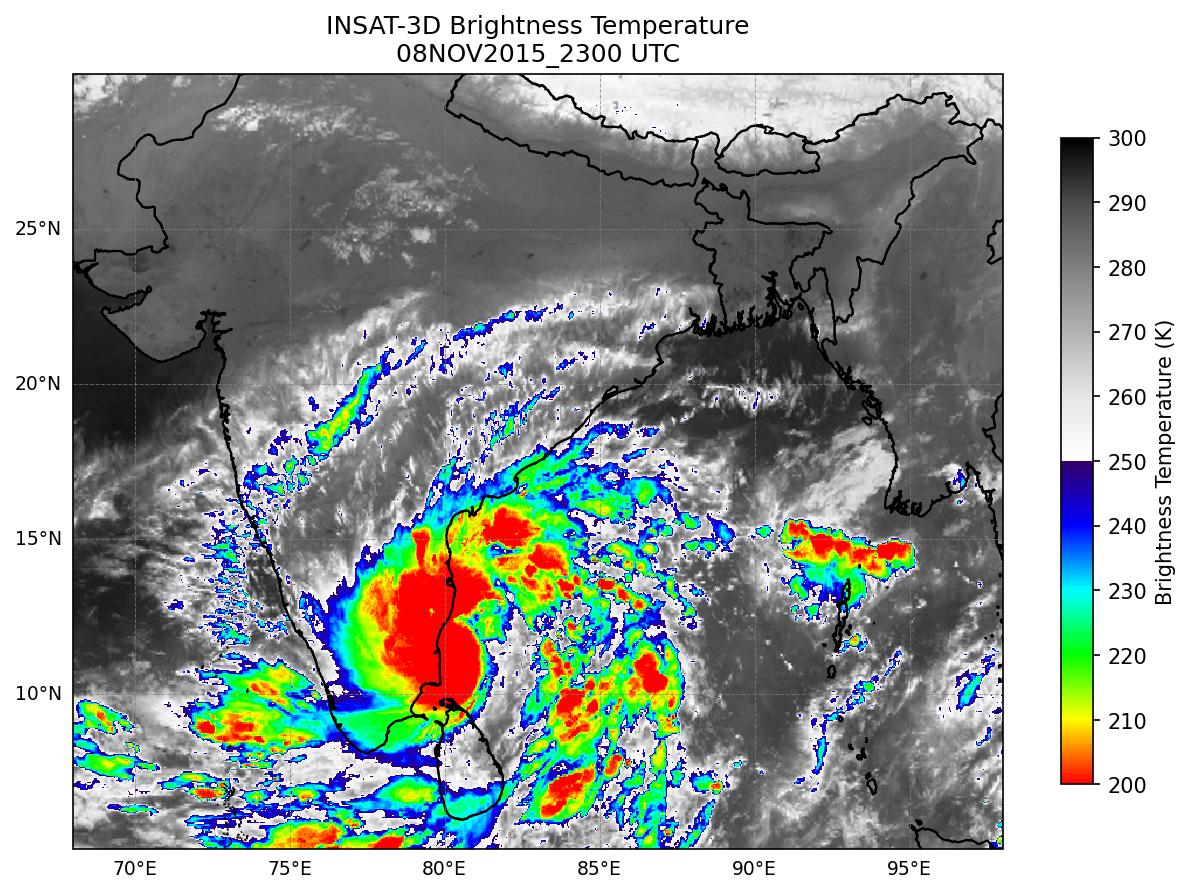 INSAT-3D Brightness Temperature
08NOV2015_2300 UTC
25°N
20°N
15°N
10°N
70°E
75°E
80°E
85°E
90°E
95°E
300
290
280
270
260
250
240
230
220
210
200
Brightness Temperature (K)